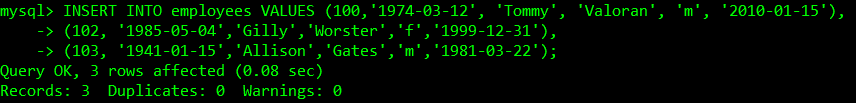 mysql> INSERT INTO employees VALUES (100,'1974-03-12', 'Tommy', 'Valoran', 'm', '2010-01-15'),
    -> (102, '1985-05-04','Gilly','Worster','f','1999-12-31'),
    -> (103, '1941-01-15','Allison','Gates','m','1981-03-22');
Query OK, 3 rows affected (0.08 sec)
Records: 3  Duplicates: 0  Warnings: 0